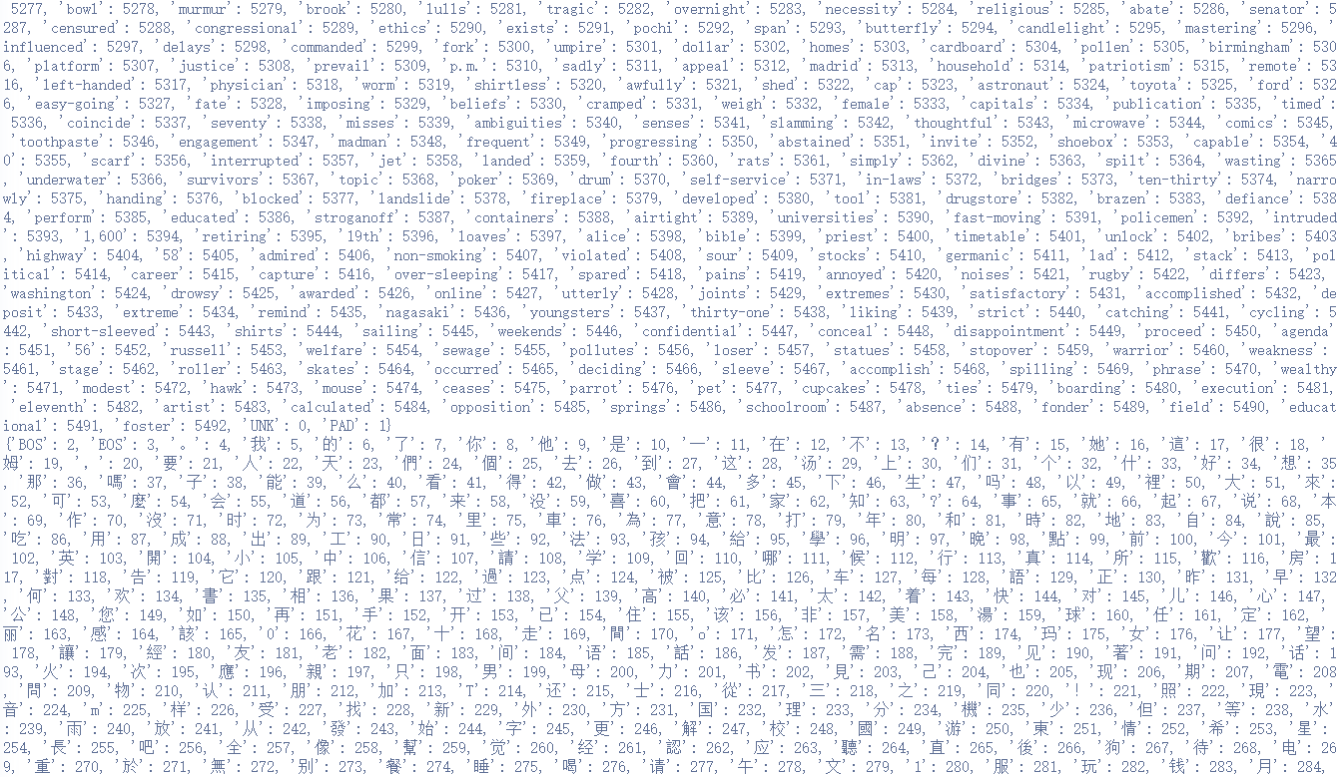 5277, 'bowl': 5278, 'murmur': 5279, 'brook': 5280, 'lulls': 5281, 'tragic': 5282, 'overnight': 5283, 'necessity': 5284, 'religious': 5285, 'abate': 5286, 'senator': 5
287, 'censured': 5288, 'congressional': 5289, 'ethics': 5290, 'exists': 5291, 'pochi': 5292, 'span': 5293, 'butterfly': 5294, 'candlelight': 5295, 'mastering': 5296,
influenced': 5297, 'delays': 5298, 'commanded': 5299, 'fork': 5300, 'umpire': 5301, 'dollar': 5302, 'homes': 5303, 'cardboard': 5304, 'pollen': 5305, 'birmingham': 530
6, 'platform': 5307, 'justice': 5308, 'prevail': 5309, 'p.m.': 5310, 'sadly': 5311, 'appeal': 5312, 'madrid': 5313, 'household': 5314, 'patriotism': 5315, 'remote': 53
16, 'left-handed': 5317, 'physician': 5318, 'worm': 5319, 'shirtless': 5320, 'awfully': 5321, 'shed': 5322, 'cap': 5323, 'astronaut': 5324, 'toyota': 5325, 'ford': 532
6, 'easy-going': 5327, 'fate': 5328, 'imposing': 5329, 'beliefs': 5330, 'cramped': 5331, 'weigh': 5332, 'female': 5333, 'capitals': 5334, 'publication': 5335, 'timed':
5336, 'coincide': 5337, 'seventy': 5338, 'misses': 5339, 'ambiguities': 5340, 'senses': 5341, 'slamming': 5342, 'thoughtful': 5343, 'microwave': 5344, 'comics': 5345,
'toothpaste': 5346, 'engagement': 5347, 'madman': 5348, 'frequent': 5349, 'progressing': 5350, 'abstained': 5351, 'invite': 5352, 'shoebox': 5353, 'capable': 5354, '4
0': 5355, 'scarf': 5356, 'interrupted': 5357, 'jet': 5358, 'landed': 5359, 'fourth': 5360, 'rats': 5361, 'simply': 5362, 'divine': 5363, 'spilt': 5364, 'wasting': 5365
, 'underwater': 5366, 'survivors': 5367, 'topic': 5368, 'poker': 5369, 'drum': 5370, 'self-service': 5371, 'in-laws': 5372, 'bridges': 5373, 'ten-thirty': 5374, 'narro
wly': 5375, 'handing': 5376, 'blocked': 5377, 'landslide': 5378, 'fireplace': 5379, 'developed': 5380, 'tool': 5381, 'drugstore': 5382, 'brazen': 5383, 'defiance': 538
4, 'perform': 5385, 'educated': 5386, 'stroganoff': 5387, 'containers': 5388, 'airtight': 5389, 'universities': 5390, 'fast-moving': 5391, 'policemen': 5392, 'intruded
': 5393, '1,600': 5394, 'retiring': 5395, '19th': 5396, 'loaves': 5397, 'alice': 5398, 'bible': 5399, 'priest': 5400, 'timetable': 5401, 'unlock': 5402, 'bribes': 5403
, 'highway': 5404, '58': 5405, 'admired': 5406, 'non-smoking': 5407, 'violated': 5408, 'sour': 5409, 'stocks': 5410, 'germanic': 5411, 'lad': 5412, 'stack': 5413, 'pol
itical': 5414, 'career': 5415, 'capture': 5416, 'over-sleeping': 5417, 'spared': 5418, 'pains': 5419, 'annoyed': 5420, 'noises': 5421, 'rugby': 5422, 'differs': 5423,
'washington': 5424, 'drowsy': 5425, 'awarded': 5426, 'online': 5427, 'utterly': 5428, 'joints': 5429, 'extremes': 5430, 'satisfactory': 5431, 'accomplished': 5432, 'de
posit': 5433, 'extreme': 5434, 'remind': 5435, 'nagasaki': 5436, 'youngsters': 5437, 'thirty-one': 5438, 'liking': 5439, 'strict': 5440, 'catching': 5441, 'cycling': 5
442, 'short-sleeved': 5443, 'shirts': 5444, 'sailing': 5445, 'weekends': 5446, 'confidential': 5447, 'conceal': 5448, 'disappointment': 5449, 'proceed': 5450, 'agenda'
: 5451, '56': 5452, 'russell': 5453, 'welfare': 5454, 'sewage': 5455, 'pollutes': 5456, 'loser': 5457, 'statues': 5458, 'stopover': 5459, 'warrior': 5460, 'weakness':
5461, 'stage': 5462, 'roller': 5463, 'skates': 5464, 'occurred': 5465, 'deciding': 5466, 'sleeve': 5467, 'accomplish': 5468, 'spilling': 5469, 'phrase': 5470, 'wealthy
': 5471, 'modest': 5472, 'hawk': 5473, 'mouse': 5474, 'ceases': 5475, 'parrot': 5476, 'pet': 5477, 'cupcakes': 5478, 'ties': 5479, 'boarding': 5480, 'execution': 5481,
'eleventh': 5482, 'artist': 5483, 'calculated': 5484, 'opposition': 5485, 'springs': 5486, 'schoolroom': 5487, 'absence': 5488, 'fonder': 5489, 'field': 5490, 'educat
ional': 5491, 'foster': 5492, 'UNK': 0, 'PAD': 1}
{'BOS': 2, 'EOS': 3, '。': 4, '我': 5, '的': 6, '了': 7, '你': 8, '他': 9, '是': 10, '一': 11, '在': 12, '不': 13, '？': 14, '有': 15, '她': 16, '這': 17, '很': 18, '
姆': 19, '，': 20, '要': 21, '人': 22, '天': 23, '們': 24, '個': 25, '去': 26, '到': 27, '这': 28, '汤': 29, '上': 30, '们': 31, '个': 32, '什': 33, '好': 34, '想': 35
, '那': 36, '嗎': 37, '子': 38, '能': 39, '么': 40, '看': 41, '得': 42, '做': 43, '會': 44, '多': 45, '下': 46, '生': 47, '吗': 48, '以': 49, '裡': 50, '大': 51, '來':
52, '可': 53, '麼': 54, '会': 55, '道': 56, '都': 57, '来': 58, '没': 59, '喜': 60, '把': 61, '家': 62, '知': 63, '?': 64, '事': 65, '就': 66, '起': 67, '说': 68, '本
': 69, '作': 70, '沒': 71, '时': 72, '为': 73, '常': 74, '里': 75, '車': 76, '為': 77, '意': 78, '打': 79, '年': 80, '和': 81, '時': 82, '地': 83, '自': 84, '說': 85,
'吃': 86, '用': 87, '成': 88, '出': 89, '工': 90, '日': 91, '些': 92, '法': 93, '孩': 94, '給': 95, '學': 96, '明': 97, '晚': 98, '點': 99, '前': 100, '今': 101, '最':
102, '英': 103, '開': 104, '小': 105, '中': 106, '信': 107, '請': 108, '学': 109, '回': 110, '哪': 111, '候': 112, '行': 113, '真': 114, '所': 115, '歡': 116, '房': 1
17, '對': 118, '告': 119, '它': 120, '跟': 121, '给': 122, '過': 123, '点': 124, '被': 125, '比': 126, '车': 127, '每': 128, '語': 129, '正': 130, '昨': 131, '早': 132
, '何': 133, '欢': 134, '書': 135, '相': 136, '果': 137, '过': 138, '父': 139, '高': 140, '必': 141, '太': 142, '着': 143, '快': 144, '对': 145, '儿': 146, '心': 147,
'公': 148, '您': 149, '如': 150, '再': 151, '手': 152, '开': 153, '己': 154, '住': 155, '该': 156, '非': 157, '美': 158, '湯': 159, '球': 160, '任': 161, '定': 162, '
丽': 163, '感': 164, '該': 165, '0': 166, '花': 167, '十': 168, '走': 169, '間': 170, 'o': 171, '怎': 172, '名': 173, '西': 174, '玛': 175, '女': 176, '让': 177, '望'
: 178, '讓': 179, '經': 180, '友': 181, '老': 182, '面': 183, '间': 184, '语': 185, '話': 186, '发': 187, '需': 188, '完': 189, '见': 190, '著': 191, '问': 192, '话': 1
93, '火': 194, '次': 195, '應': 196, '親': 197, '只': 198, '男': 199, '母': 200, '力': 201, '书': 202, '見': 203, '己': 204, '也': 205, '现': 206, '期': 207, '電': 208
, '問': 209, '物': 210, '认': 211, '朋': 212, '加': 213, 'T': 214, '还': 215, '士': 216, '從': 217, '三': 218, '之': 219, '同': 220, '！': 221, '照': 222, '現': 223, '
音': 224, 'm': 225, '样': 226, '受': 227, '找': 228, '新': 229, '外': 230, '方': 231, '国': 232, '理': 233, '分': 234, '機': 235, '少': 236, '但': 237, '等': 238, '水'
: 239, '雨': 240, '放': 241, '从': 242, '發': 243, '始': 244, '字': 245, '更': 246, '解': 247, '校': 248, '國': 249, '游': 250, '東': 251, '情': 252, '希': 253, '星':
254, '長': 255, '吧': 256, '全': 257, '像': 258, '幫': 259, '觉': 260, '经': 261, '認': 262, '应': 263, '聽': 264, '直': 265, '後': 266, '狗': 267, '待': 268, '电': 26
9, '重': 270, '於': 271, '無': 272, '别': 273, '餐': 274, '睡': 275, '喝': 276, '请': 277, '午': 278, '文': 279, '1': 280, '服': 281, '玩': 282, '钱': 283, '月': 284,